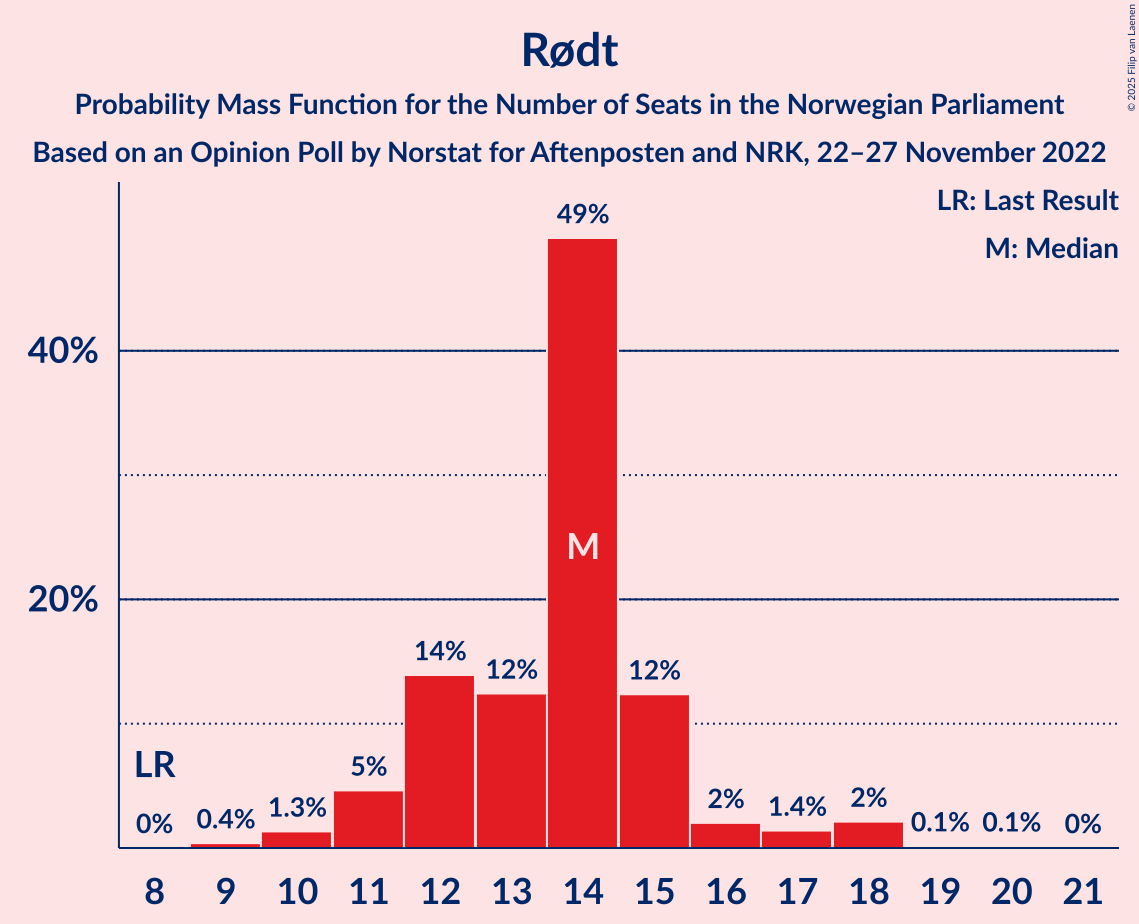 Rødt
Probability Mass Function for the Number of Seats in the Norwegian Parliament
Based on an Opinion Poll by Norstat for Aftenposten and NRK, 22–27 November 2022
© 2025 Filip van Laenen
LR: Last Result
M: Median
49%
40%
M
20%
14%
12%
12%
LR
5%
0%
0.4%
1.3%
2%
1.4%
2%
0.1%
0.1%
0%
8 9 10 11 12 13 14 15 16 17 18 19 20 21